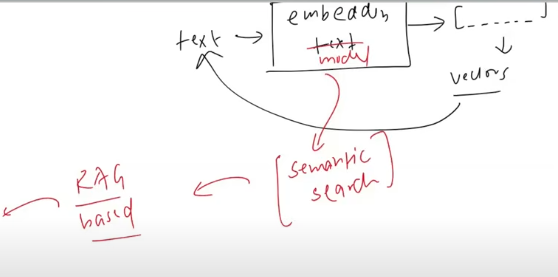 text
embeddin
text
model
[------]
vectors
semantic
search
RAG
based